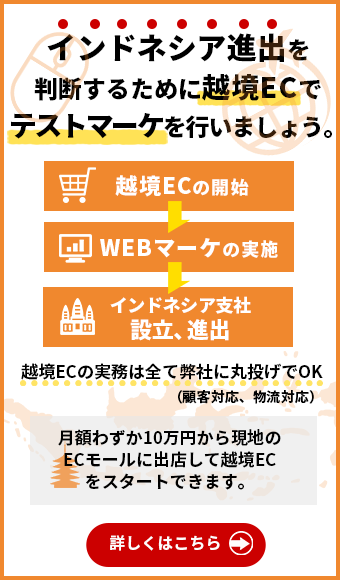 インドネシア進出を
判断するために越境ECで
テストマーケを行いましょう。
越境ECの開始
WEBマーケの実施
インドネシア支社
設立、進出
越境ECの実務は全て弊社に丸投げでOK
（顧客対応、物流対応）
月額わずか10万円から現地の
ECモールに出店して越境EC
をスタートできます。
詳しくはこちら